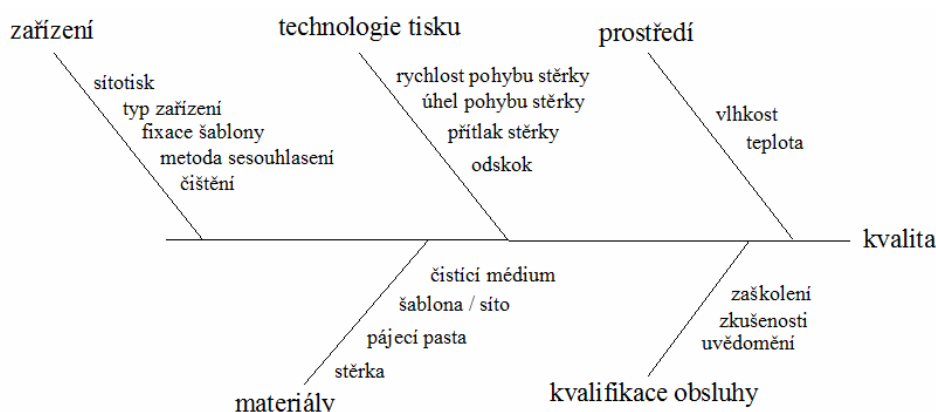 zařízení
technologie tisku
prostředí
sítotisk
typ zařízení
fixace šablony
metoda sesouhlasení
čištění
rychlost pohybu stěrky
úhel pohybu stěrky
přítlak stěrky
odskok
vlhkost
teplota
kvalita
čistící médium
šablona / síto
pájecí pasta
stěrka
materiály
zaškolení
zkušenosti
uvědomění
kvalifikace obsluhy